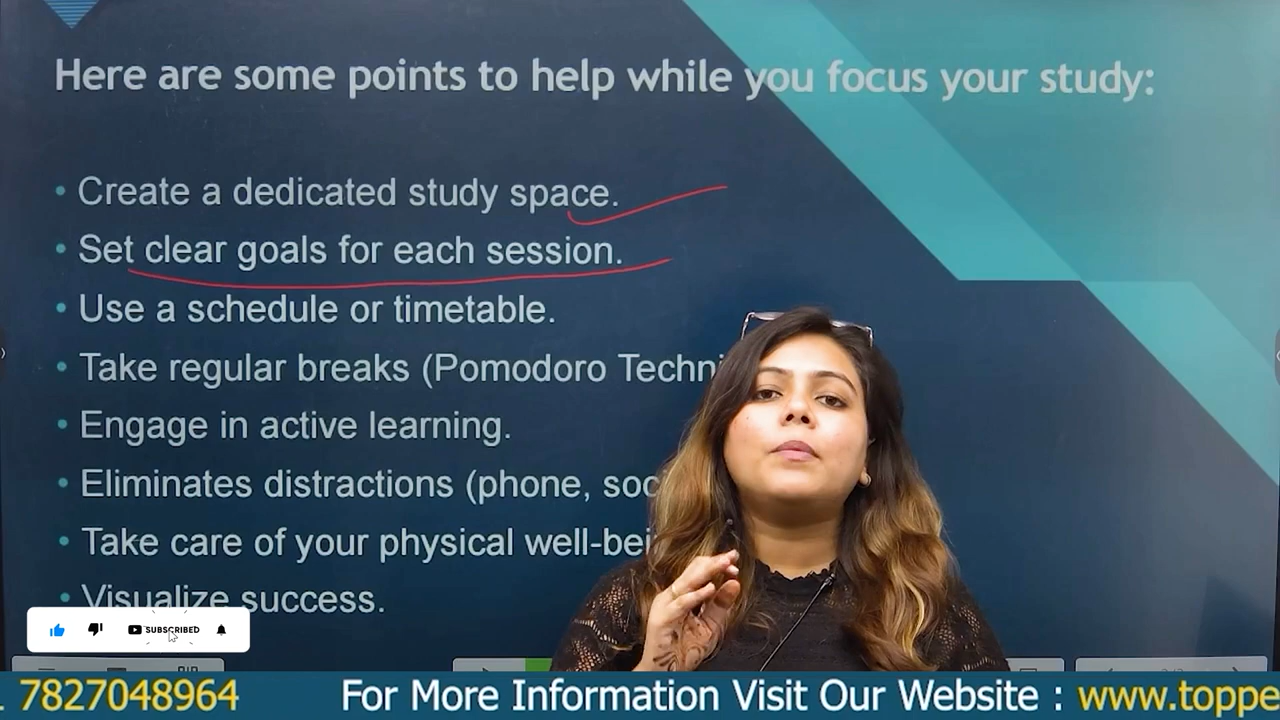 Here are some points to help while you focus your study:
• Create a dedicated study space.
• Set clear goals for each session.
• Use a schedule or timetable.
• Take regular breaks (Pomodoro
• Engage in active learning.
• Eliminates distractions (phone,
• Take care of your physical
• Visualize success.
SUBSCRIBED
7827048964 For More Information Visit Our Website :